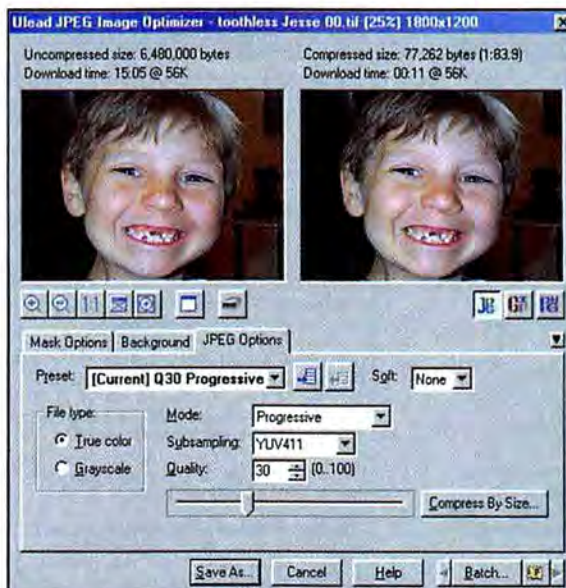 Ulead JPEG Image Optimizer - toothless Jesse 00.tif (25%) 1800x1200
Uncompressed size: 6,480,000 bytes
Download time: 15:05 @ 56K
Compressed size: 77,262 bytes (1:83.9)
Download time: 00:11 @ 56K
1:1
Mask Options
Background
JPEG Options
Preset: [Current] Q30 Progressive
Soft: None
File type:
True color
Grayscale
Mode: Progressive
Subsampling: YUV411
Quality: 30 (0..100)
Compress By Size...
Save As...
Cancel
Help
Batch...